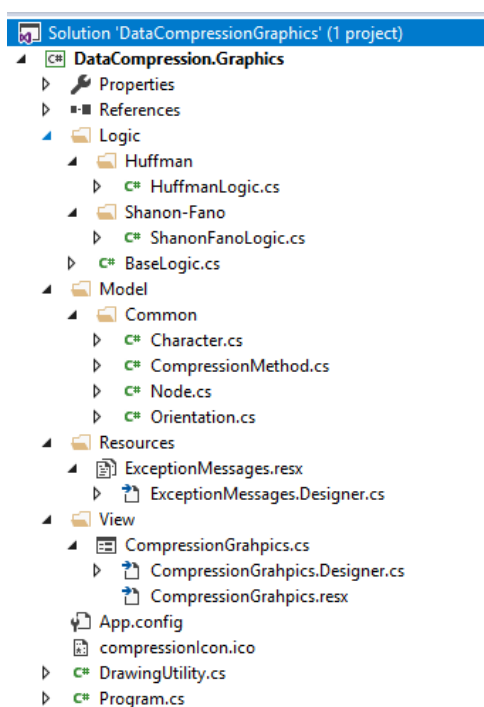 Solution 'DataCompressionGraphics' (1 project)
C# DataCompression.Graphics
Properties
References
Logic
Huffman
C# HuffmanLogic.cs
Shanon-Fano
C# ShanonFanoLogic.cs
C# BaseLogic.cs
Model
Common
C# Character.cs
C# CompressionMethod.cs
C# Node.cs
C# Orientation.cs
Resources
ExceptionMessages.resx
ExceptionMessages.Designer.cs
View
CompressionGrahpics.cs
CompressionGrahpics.Designer.cs
CompressionGrahpics.resx
App.config
compressionIcon.ico
C# DrawingUtility.cs
C# Program.cs